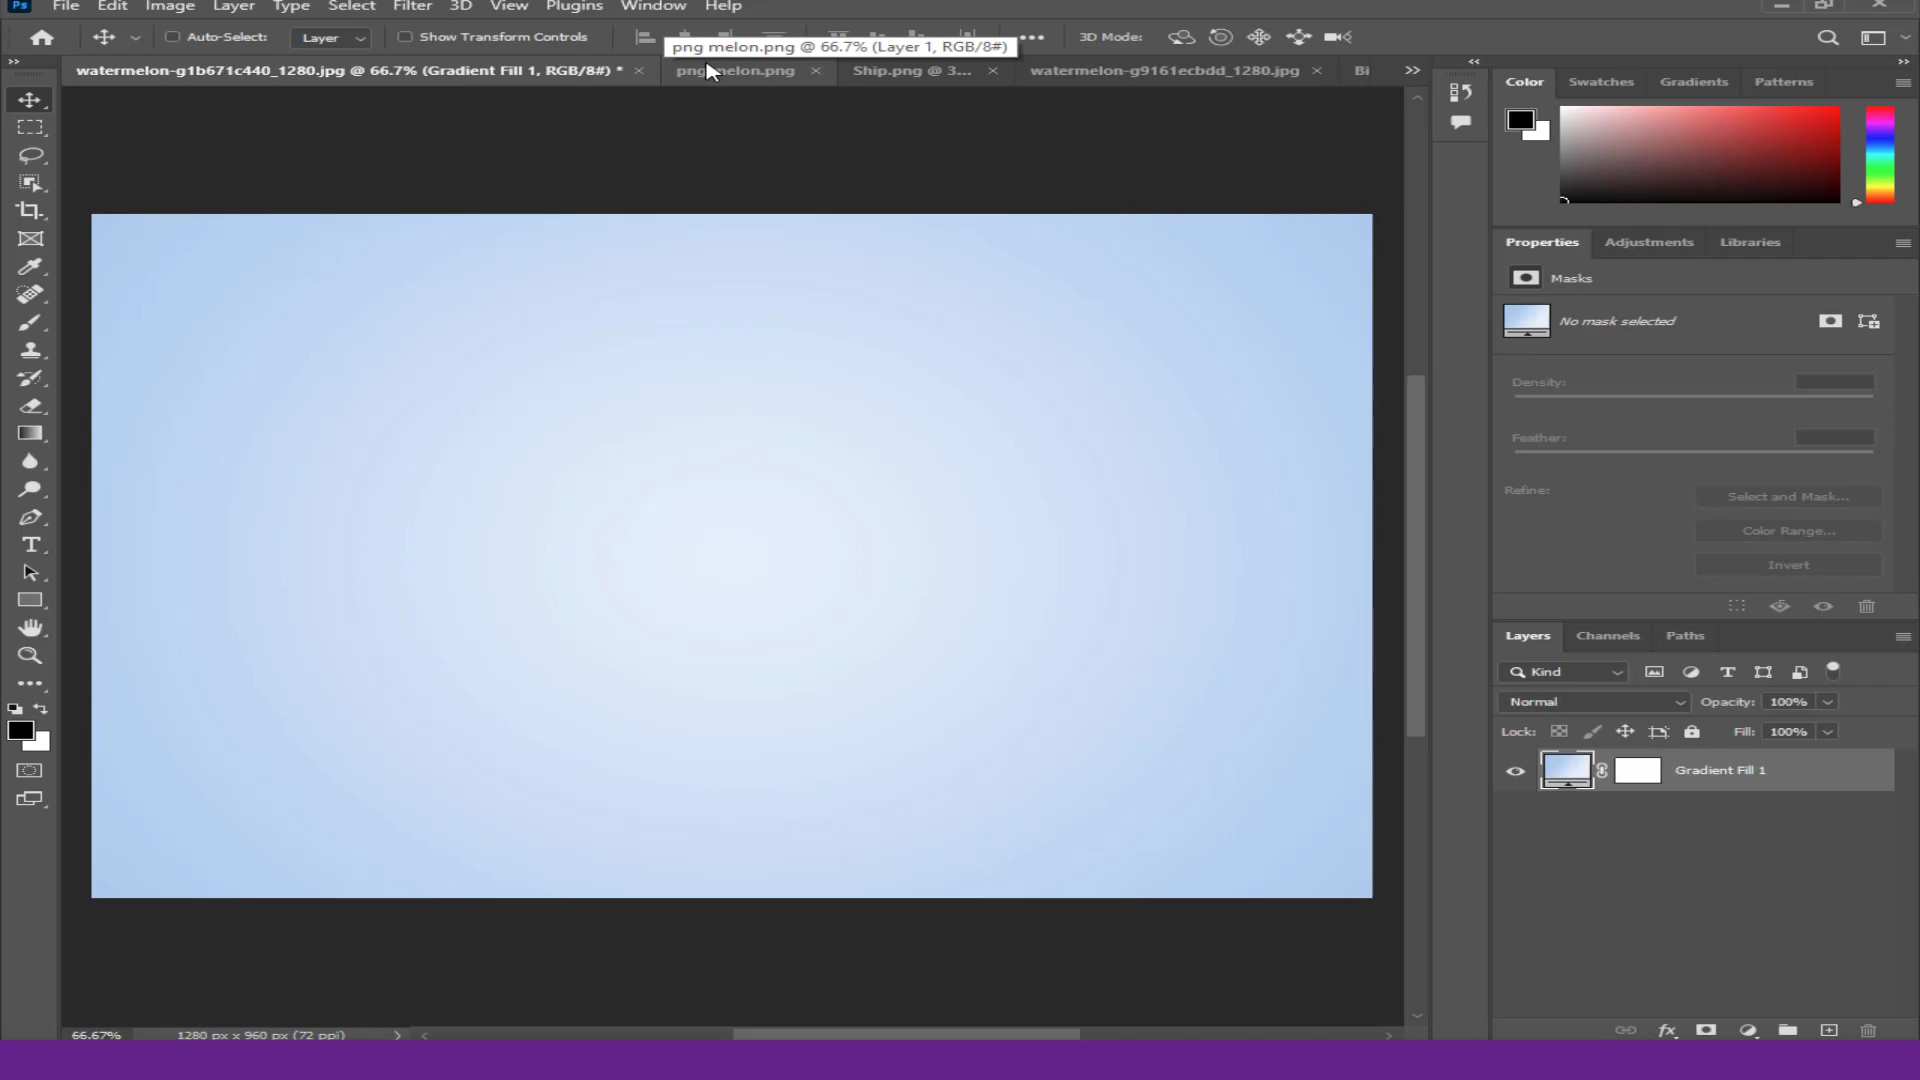 Ps File Edit Image Layer Type Select Filter 3D View Plugins Window Help
Auto-Select: Layer Show Transform Controls 3D Mode:
png melon.png @ 66.7% (Layer 1, RGB/8#)
watermelon-g1b671c440_1280.jpg @ 66.7% (Gradient Fill 1, RGB/8#) * png melon.png Ship.png @ 3... watermelon-g9161ecbdd_1280.jpg Bi
Color Swatches Gradients Patterns
Properties Adjustments Libraries
Masks
No mask selected
Density:
Feather:
Refine: Select and Mask...
Color Range...
Invert
Layers Channels Paths
Kind
Normal Opacity: 100%
Lock: Fill: 100%
Gradient Fill 1
fx
66.67% 1280 px x 960 px (72 ppi)